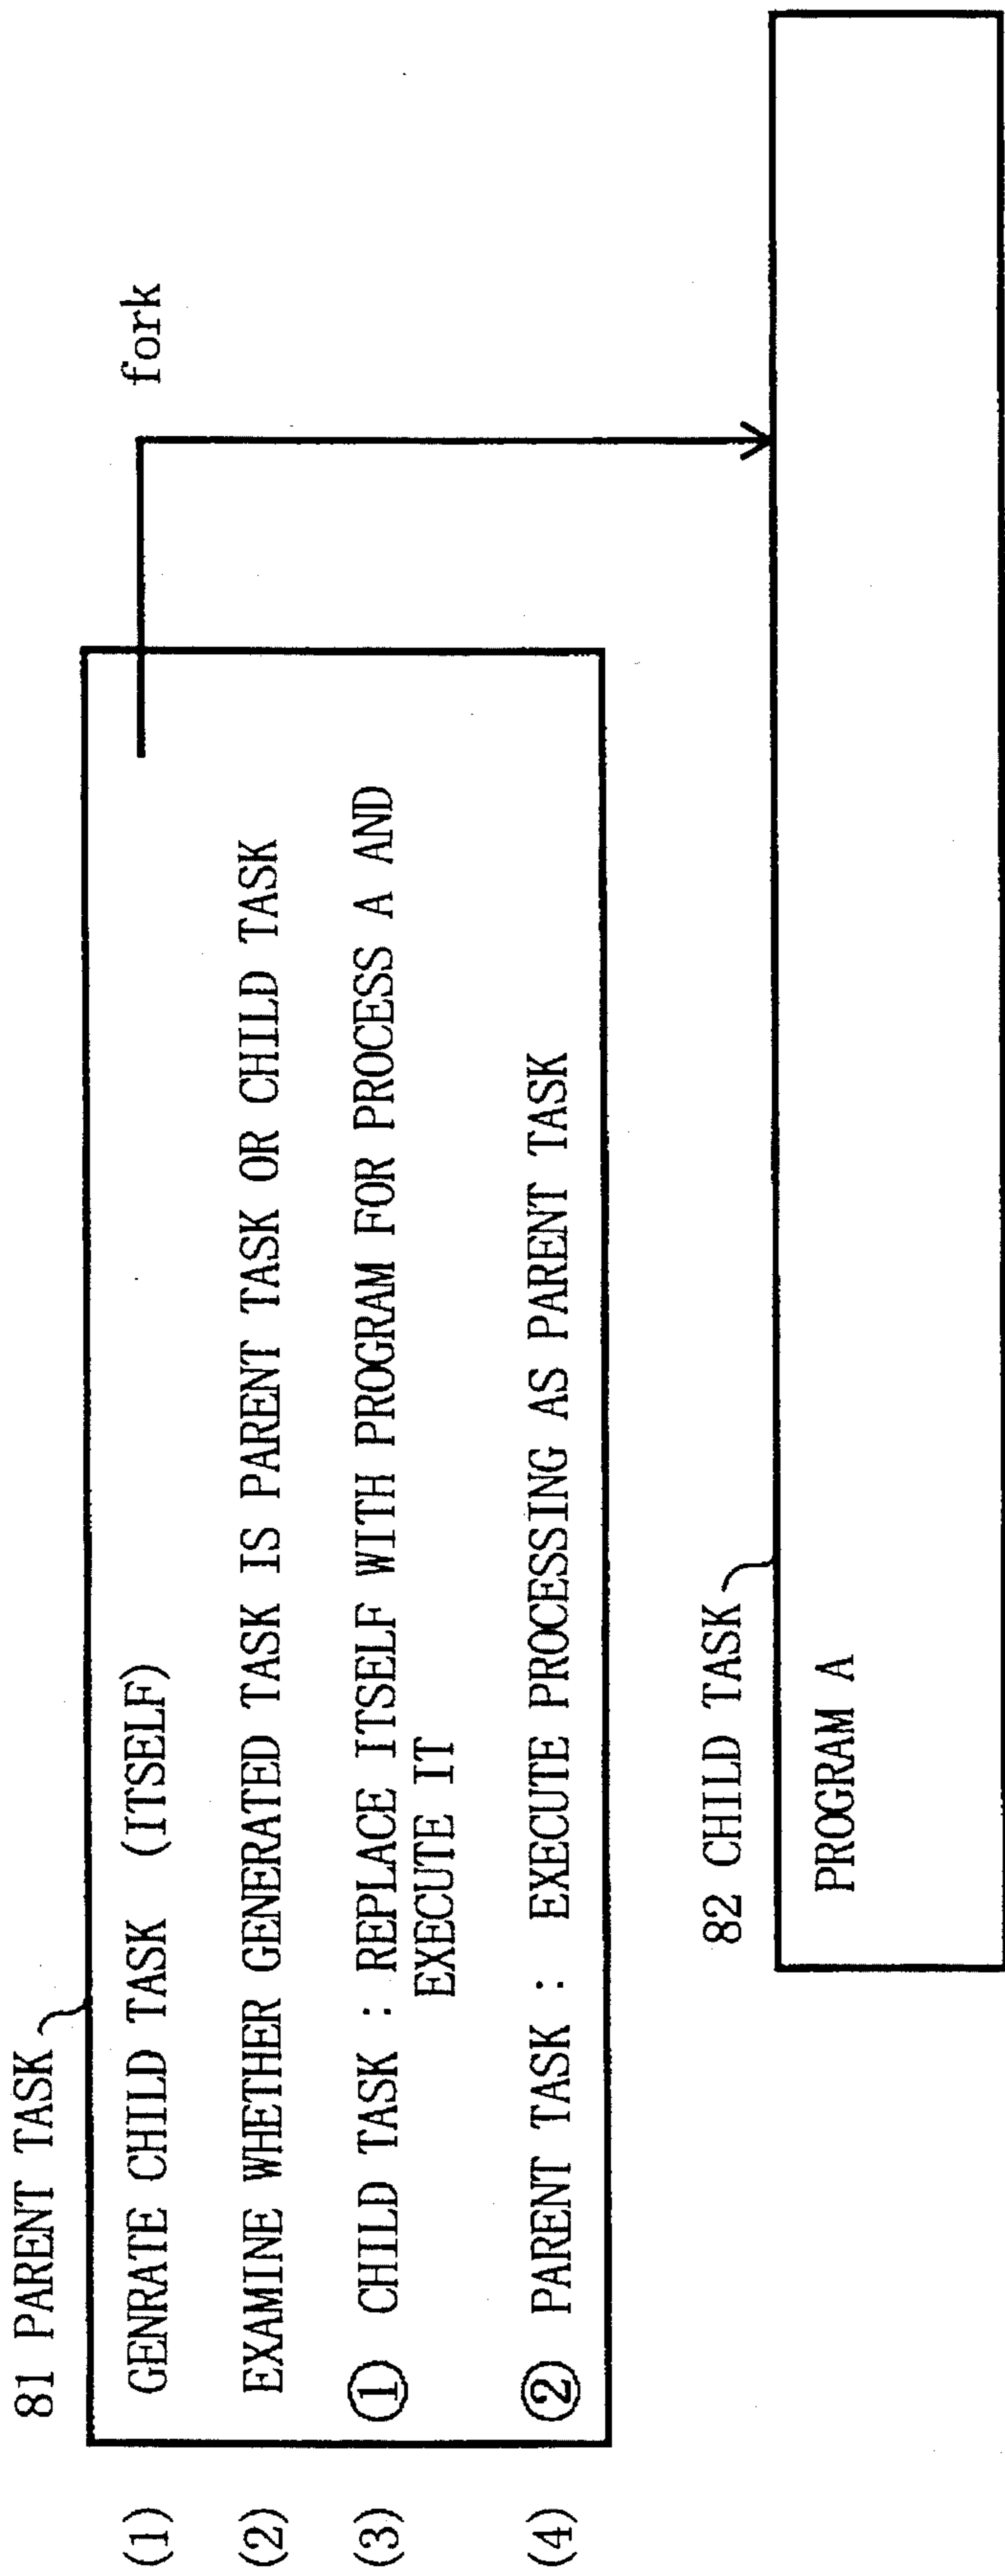 81 PARENT TASK
(1) GENRATE CHILD TASK (ITSELF)
fork
(2) EXAMINE WHETHER GENERATED TASK IS PARENT TASK OR CHILD TASK
(3) ① CHILD TASK : REPLACE ITSELF WITH PROGRAM FOR PROCESS A AND
EXECUTE IT
(4) ② PARENT TASK : EXECUTE PROCESSING AS PARENT TASK
82 CHILD TASK
PROGRAM A